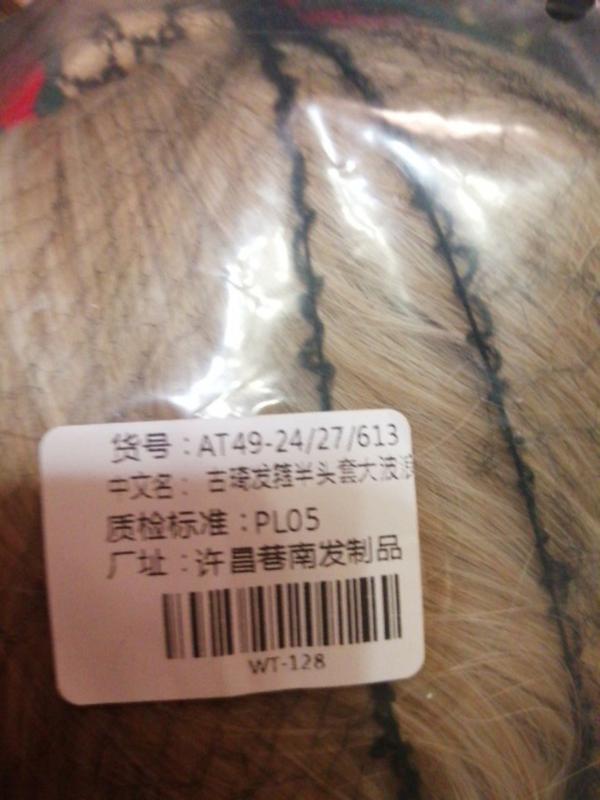 货号：AT49-24/27/613
中文名：古琦发箍半头套大波浪
质检标准：PL05
厂址：许昌巷南发制品
WT-128